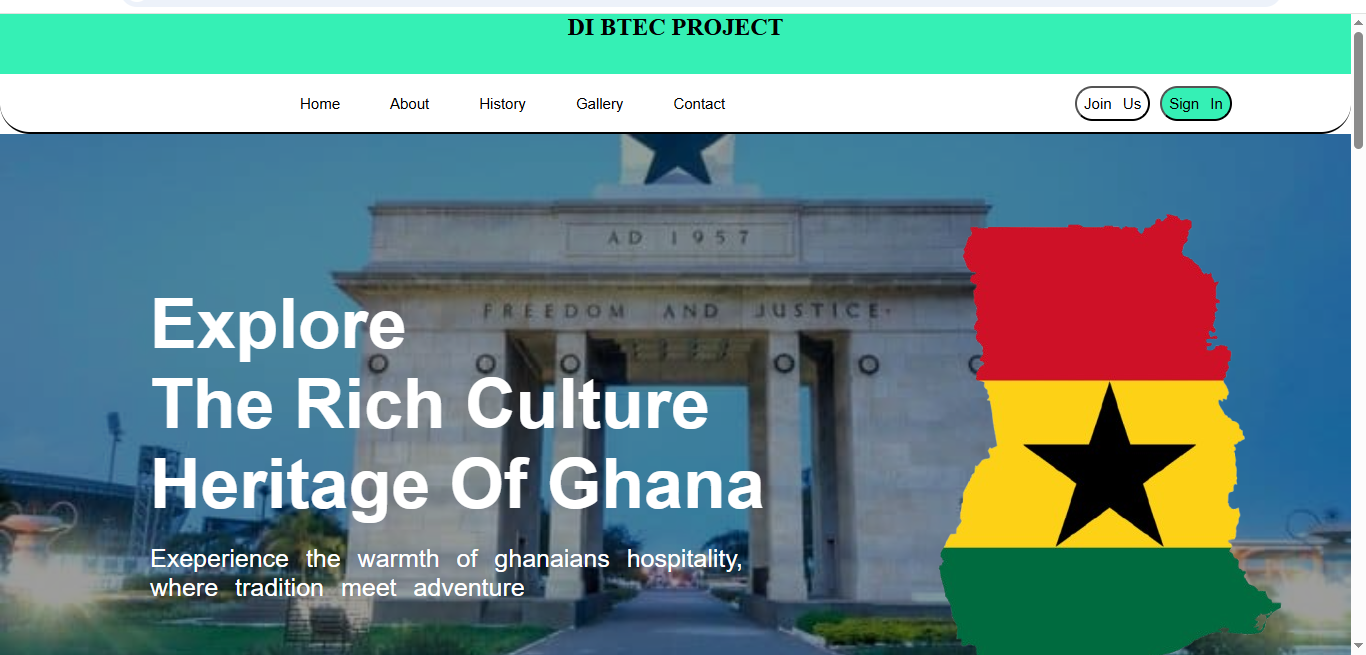 DI BTEC PROJECT
Home About History Gallery Contact Join Us Sign In
AD 1957
FREEDOM AND JUSTICE
Explore
The Rich Culture
Heritage Of Ghana
Exeperience the warmth of ghanaians hospitality,
where tradition meet adventure